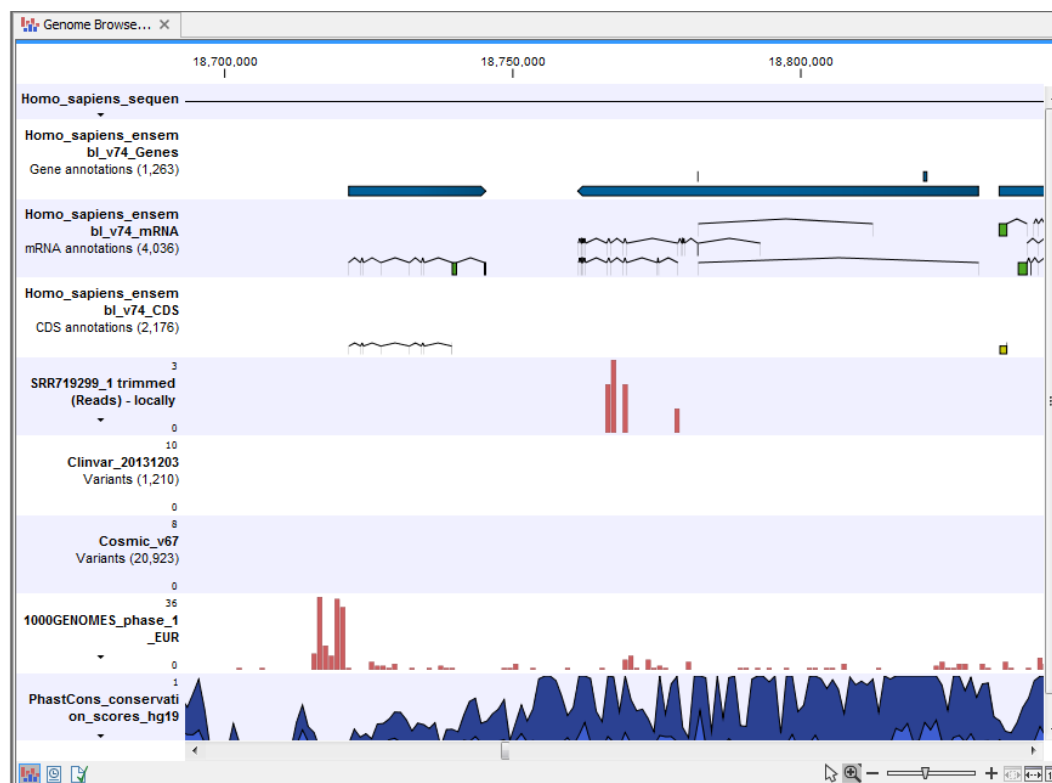 Genome Browse...
18,700,000 18,750,000 18,800,000
Homo_sapiens_sequen
Homo_sapiens_ensem
bl_v74_Genes
Gene annotations (1,263)
Homo_sapiens_ensem
bl_v74_mRNA
mRNA annotations (4,036)
Homo_sapiens_ensem
bl_v74_CDS
CDS annotations (2,176)
3
SRR719299_1 trimmed
(Reads) - locally
0
10
Clinvar_20131203
Variants (1,210)
0
8
Cosmic_v67
Variants (20,923)
0
36
1000GENOMES_phase_1
_EUR
0
1
PhastCons_conservati
on_scores_hg19